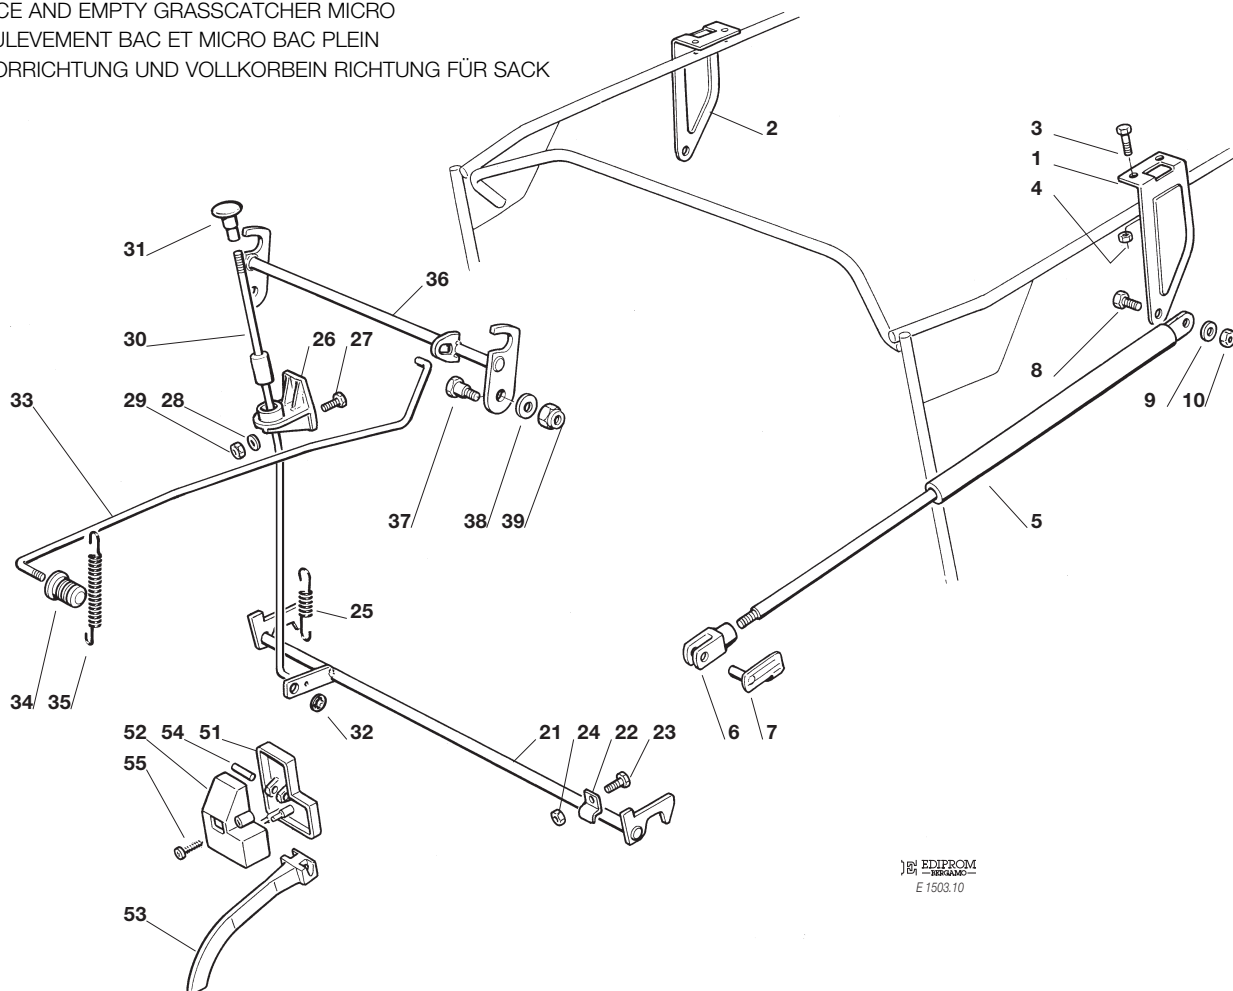 CE AND EMPTY GRASSCATCHER MICRO
ULEVEMENT BAC ET MICRO BAC PLEIN
ORRICHTUNG UND VOLLKORBEIN RICHTUNG FÜR SACK
2
3
1
4
31
36
30
26 27
8
33
29 28
9 10
37 38 39
5
25
34 35
6 7
52 54 51
32
21 24 22 23
55
53
EDIPROM
BERGAMO
E 1503.10